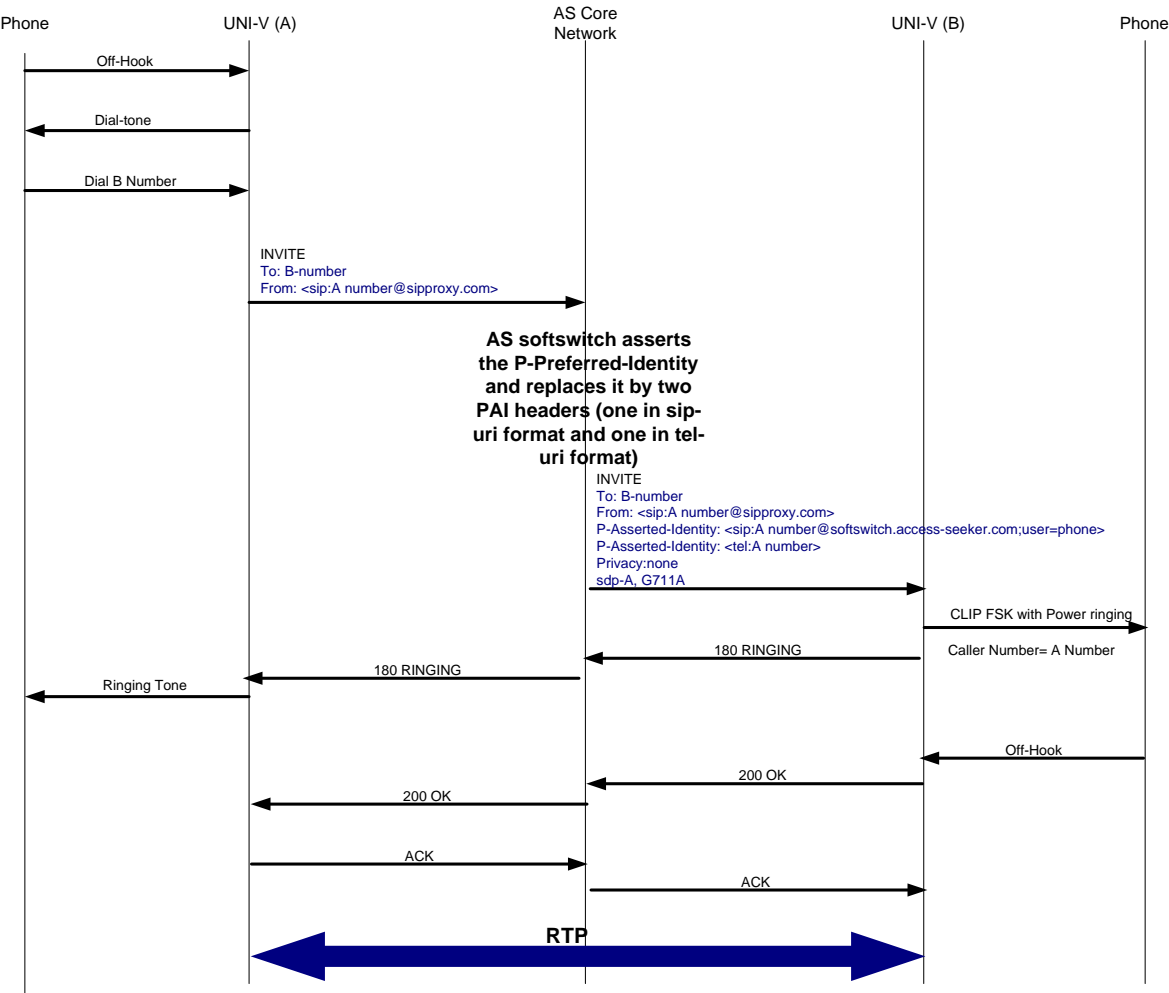 Phone
UNI-V (A)
AS Core
Network
UNI-V (B)
Phone
Off-Hook
Dial-tone
Dial B Number
INVITE
To: B-number
From: <sip:A number@sipproxy.com>
AS softswitch asserts
the P-Preferred-Identity
and replaces it by two
PAI headers (one in sip-
uri format and one in tel-
uri format)
INVITE
To: B-number
From: <sip:A number@sipproxy.com>
P-Asserted-Identity: <sip:A number@softswitch.access-seeker.com;user=phone>
P-Asserted-Identity: <tel:A number>
Privacy:none
sdp-A, G711A
CLIP FSK with Power ringing
180 RINGING
Caller Number= A Number
180 RINGING
Ringing Tone
Off-Hook
200 OK
200 OK
ACK
ACK
RTP